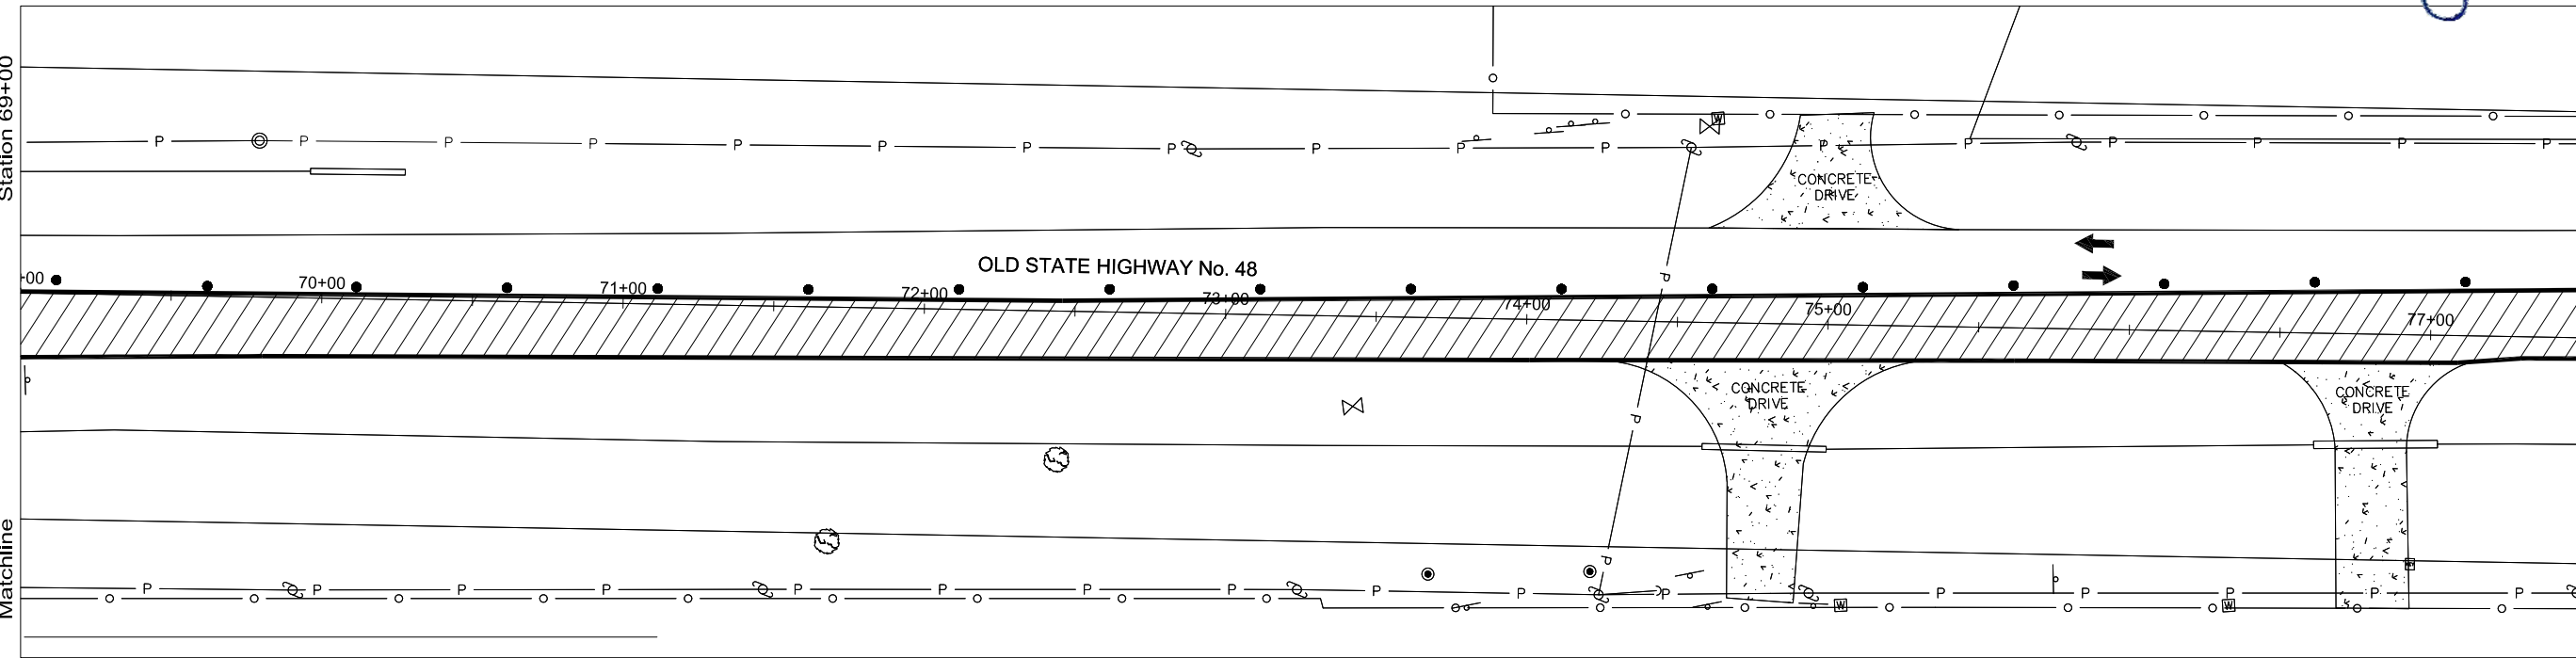 Station 69+00
P P P P P P P P P P P P P P P P P
W
CONCRETE
DRIVE
OLD STATE HIGHWAY No. 48
P
+00
70+00
71+00
72+00
73+00
74+00
75+00
77+00
CONCRETE
DRIVE
CONCRETE
DRIVE
P
P
Matchline
P P P P P P P P P P P P P P P P P
W
W